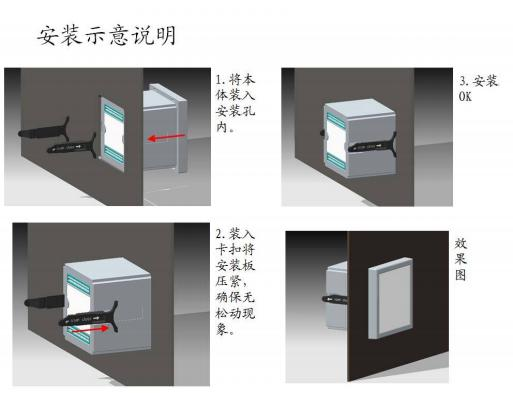 安装示意说明
1.将本
体装入
安装孔
内。
3.安装
OK
2.装入
卡扣将
安装板
压紧，
确保无
松动现
象。
效
果
图